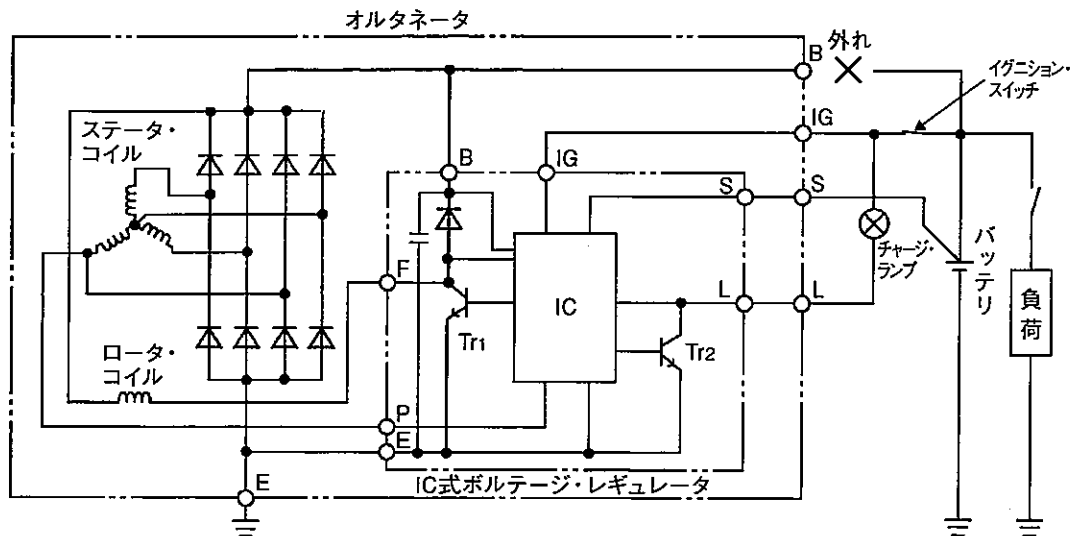 オルタネータ
B
外れ
イグニション・
スイッチ
IG
ステータ・
コイル
B
IG
S
S
チャージ・
ランプ
バッテリ
F
IC
L
L
負荷
Tr1
Tr2
ロータ・
コイル
P
E
E
IC式ボルテージ・レギュレータ